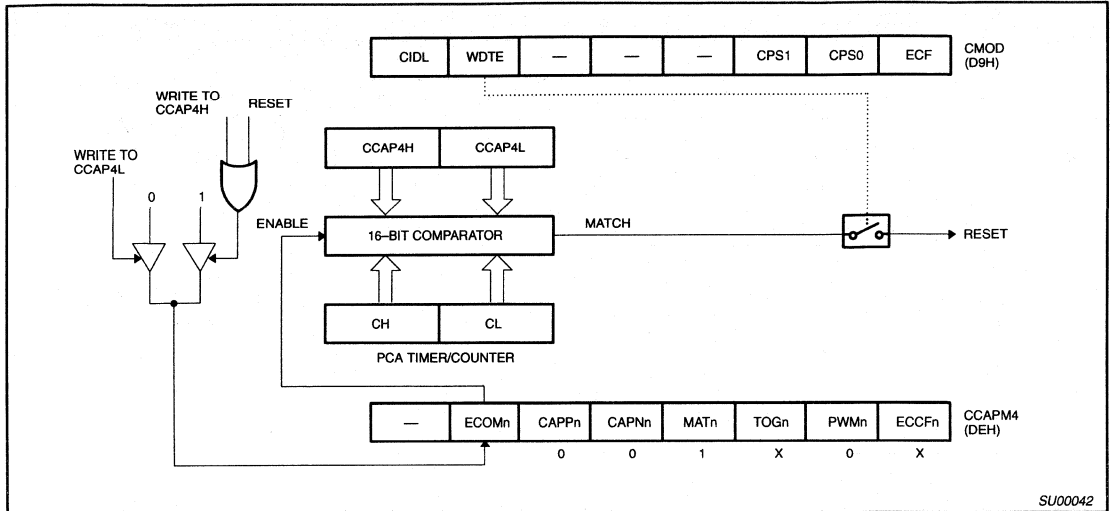 CIDL WDTE — — — CPS1 CPS0 ECF
CMOD
(D9H)
WRITE TO
CCAP4H
RESET
WRITE TO
CCAP4L
0 1
CCAP4H CCAP4L
ENABLE
16–BIT COMPARATOR
MATCH
RESET
CH CL
PCA TIMER/COUNTER
— ECOMn CAPPn CAPNn MATn TOGn PWMn ECCFn
CCAPM4
(DEH)
0 0 1 X 0 X
SU00042